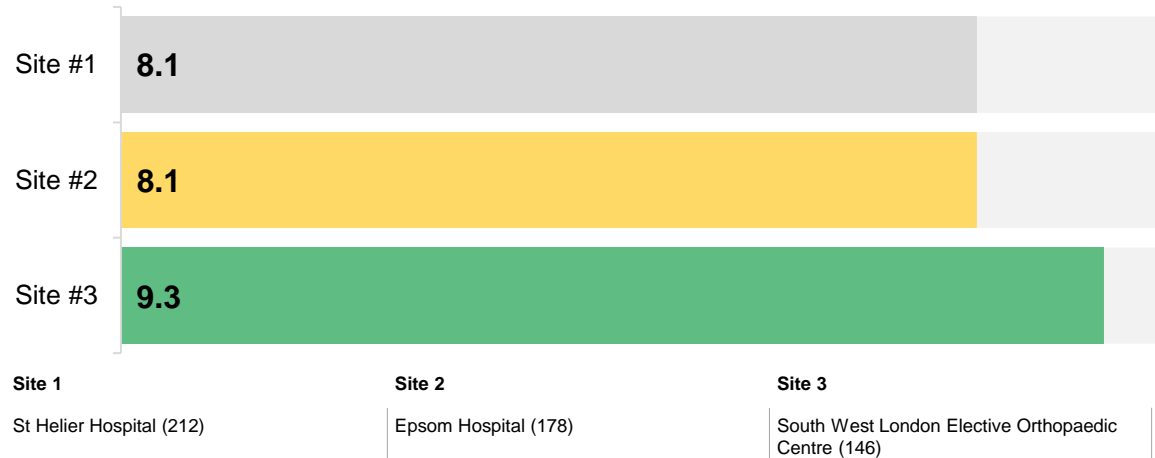 Site #1
8.1
Site #2
8.1
Site #3
9.3
Site 1
St Helier Hospital (212)
Site 2
Epsom Hospital (178)
Site 3
South West London Elective Orthopaedic
Centre (146)